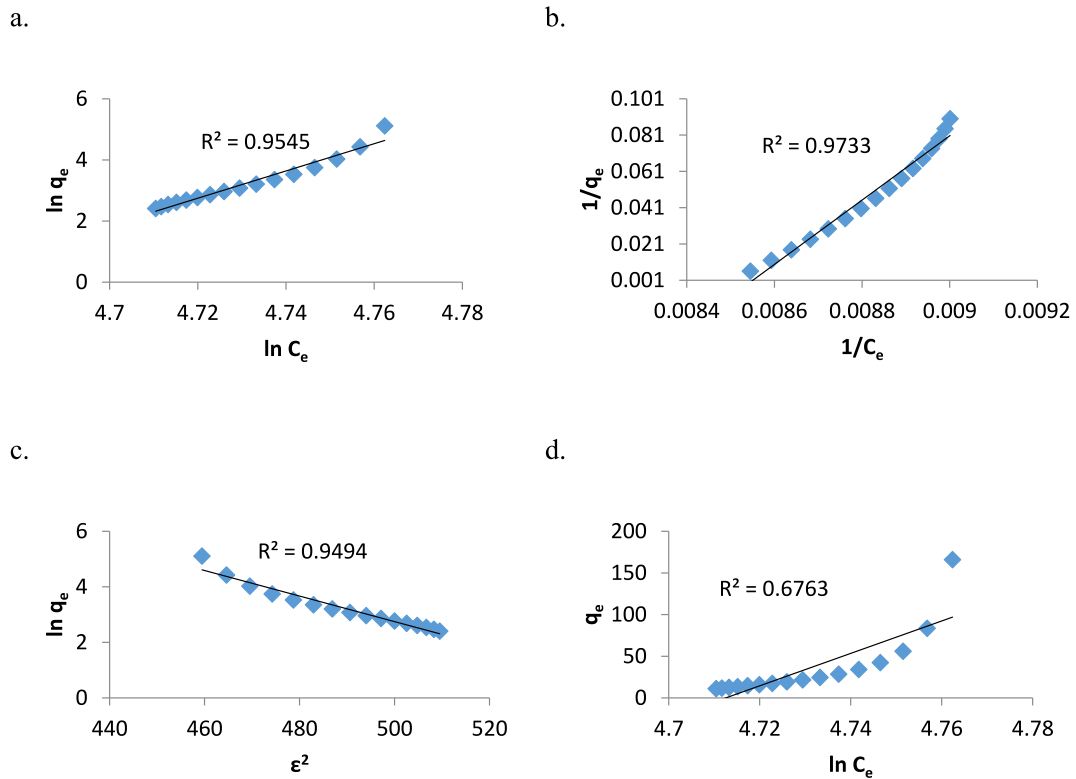 a.
R² = 0.9545
ln qe
6
4
2
0
4.7 4.72 4.74 4.76 4.78
ln Ce
b.
R² = 0.9733
1/qe
0.101
0.081
0.061
0.041
0.021
0.001
0.0084 0.0086 0.0088 0.009 0.0092
1/Ce
c.
R² = 0.9494
ln qe
6
4
2
0
440 460 480 500 520
ε²
d.
R² = 0.6763
qe
200
150
100
50
0
4.7 4.72 4.74 4.76 4.78
ln Ce